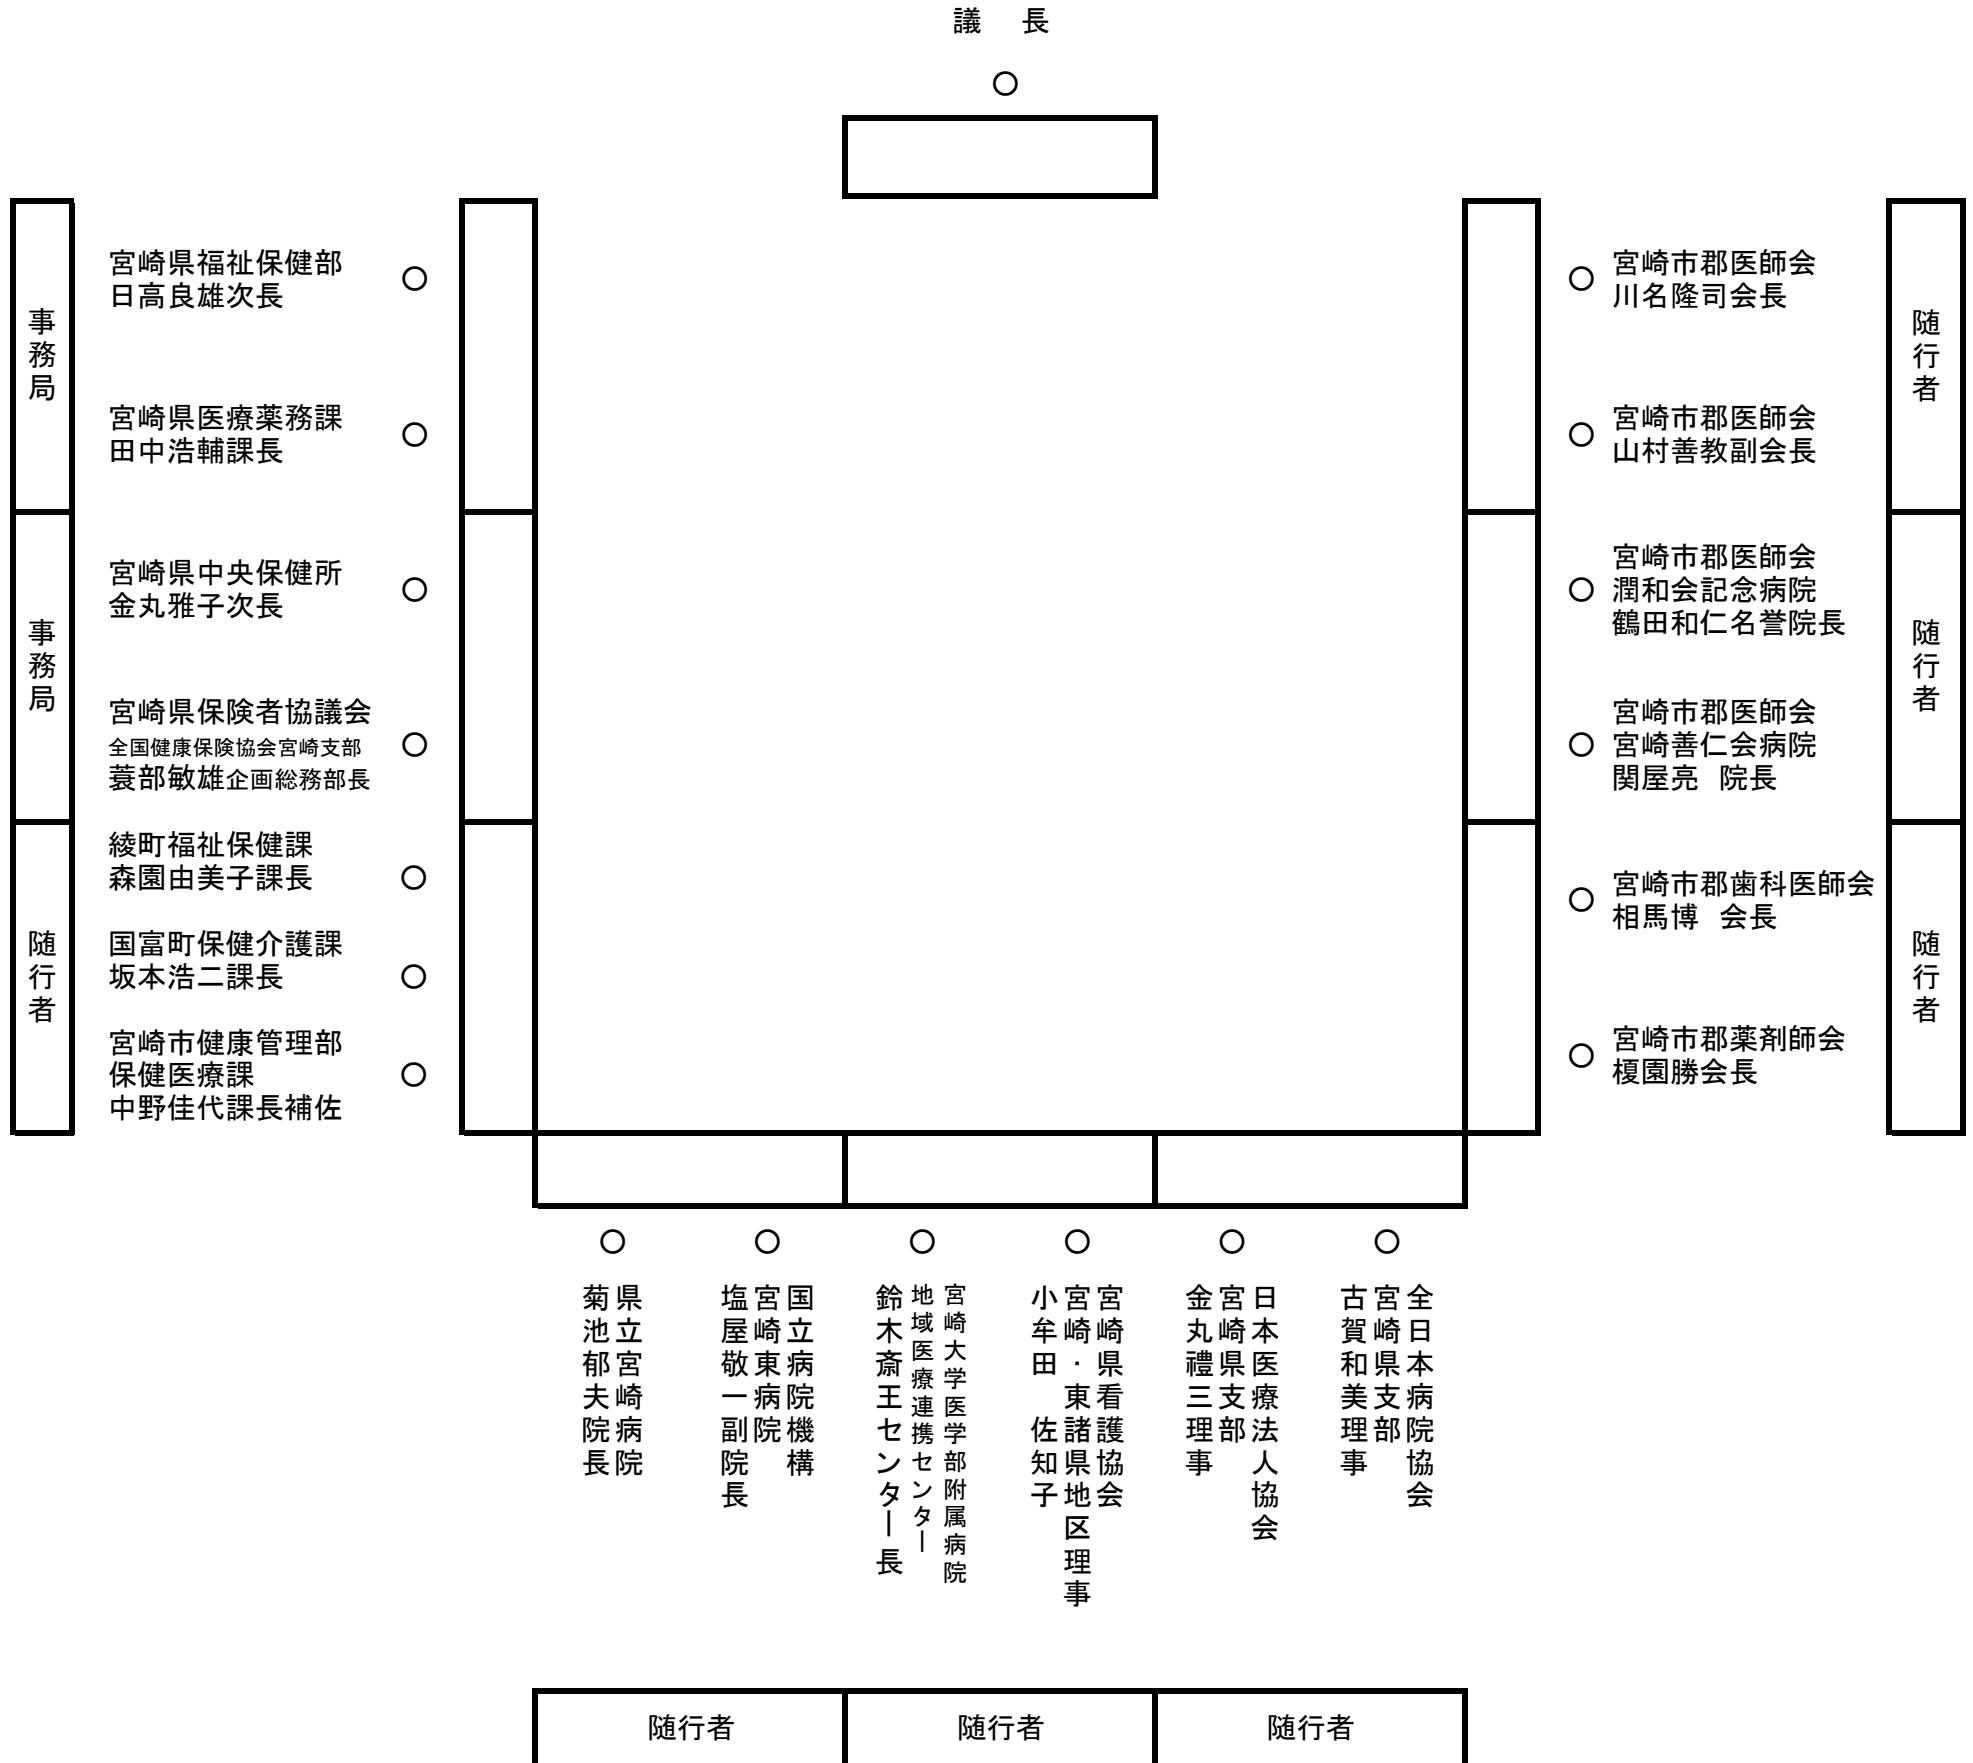 議　長
○
事務局
宮崎県福祉保健部
日高良雄次長
○
宮崎県医療薬務課
田中浩輔課長
○
事務局
宮崎県中央保健所
金丸雅子次長
○
宮崎県保険者協議会
全国健康保険協会宮崎支部
蓑部敏雄企画総務部長
○
随行者
綾町福祉保健課
森園由美子課長
○
国富町保健介護課
坂本浩二課長
○
宮崎市健康管理部
保健医療課
中野佳代課長補佐
○
○
宮崎市郡医師会
川名隆司会長
○
宮崎市郡医師会
山村善教副会長
随行者
○
宮崎市郡医師会
潤和会記念病院
鶴田和仁名誉院長
○
宮崎市郡医師会
宮崎善仁会病院
関屋亮　院長
随行者
○
宮崎市郡歯科医師会
相馬博　会長
○
宮崎市郡薬剤師会
榎園勝会長
随行者
○
県立宮崎病院
菊池郁夫院長
○
国立病院機構
宮崎東病院
塩屋敬一副院長
○
宮崎大学医学部附属病院
地域医療連携センター
鈴木斎王センター長
○
宮崎県看護協会
宮崎・東諸県地区理事
小牟田　佐知子
○
日本医療法人協会
宮崎県支部
金丸禮三理事
○
全日本病院協会
宮崎県支部
古賀和美理事
随行者
随行者
随行者